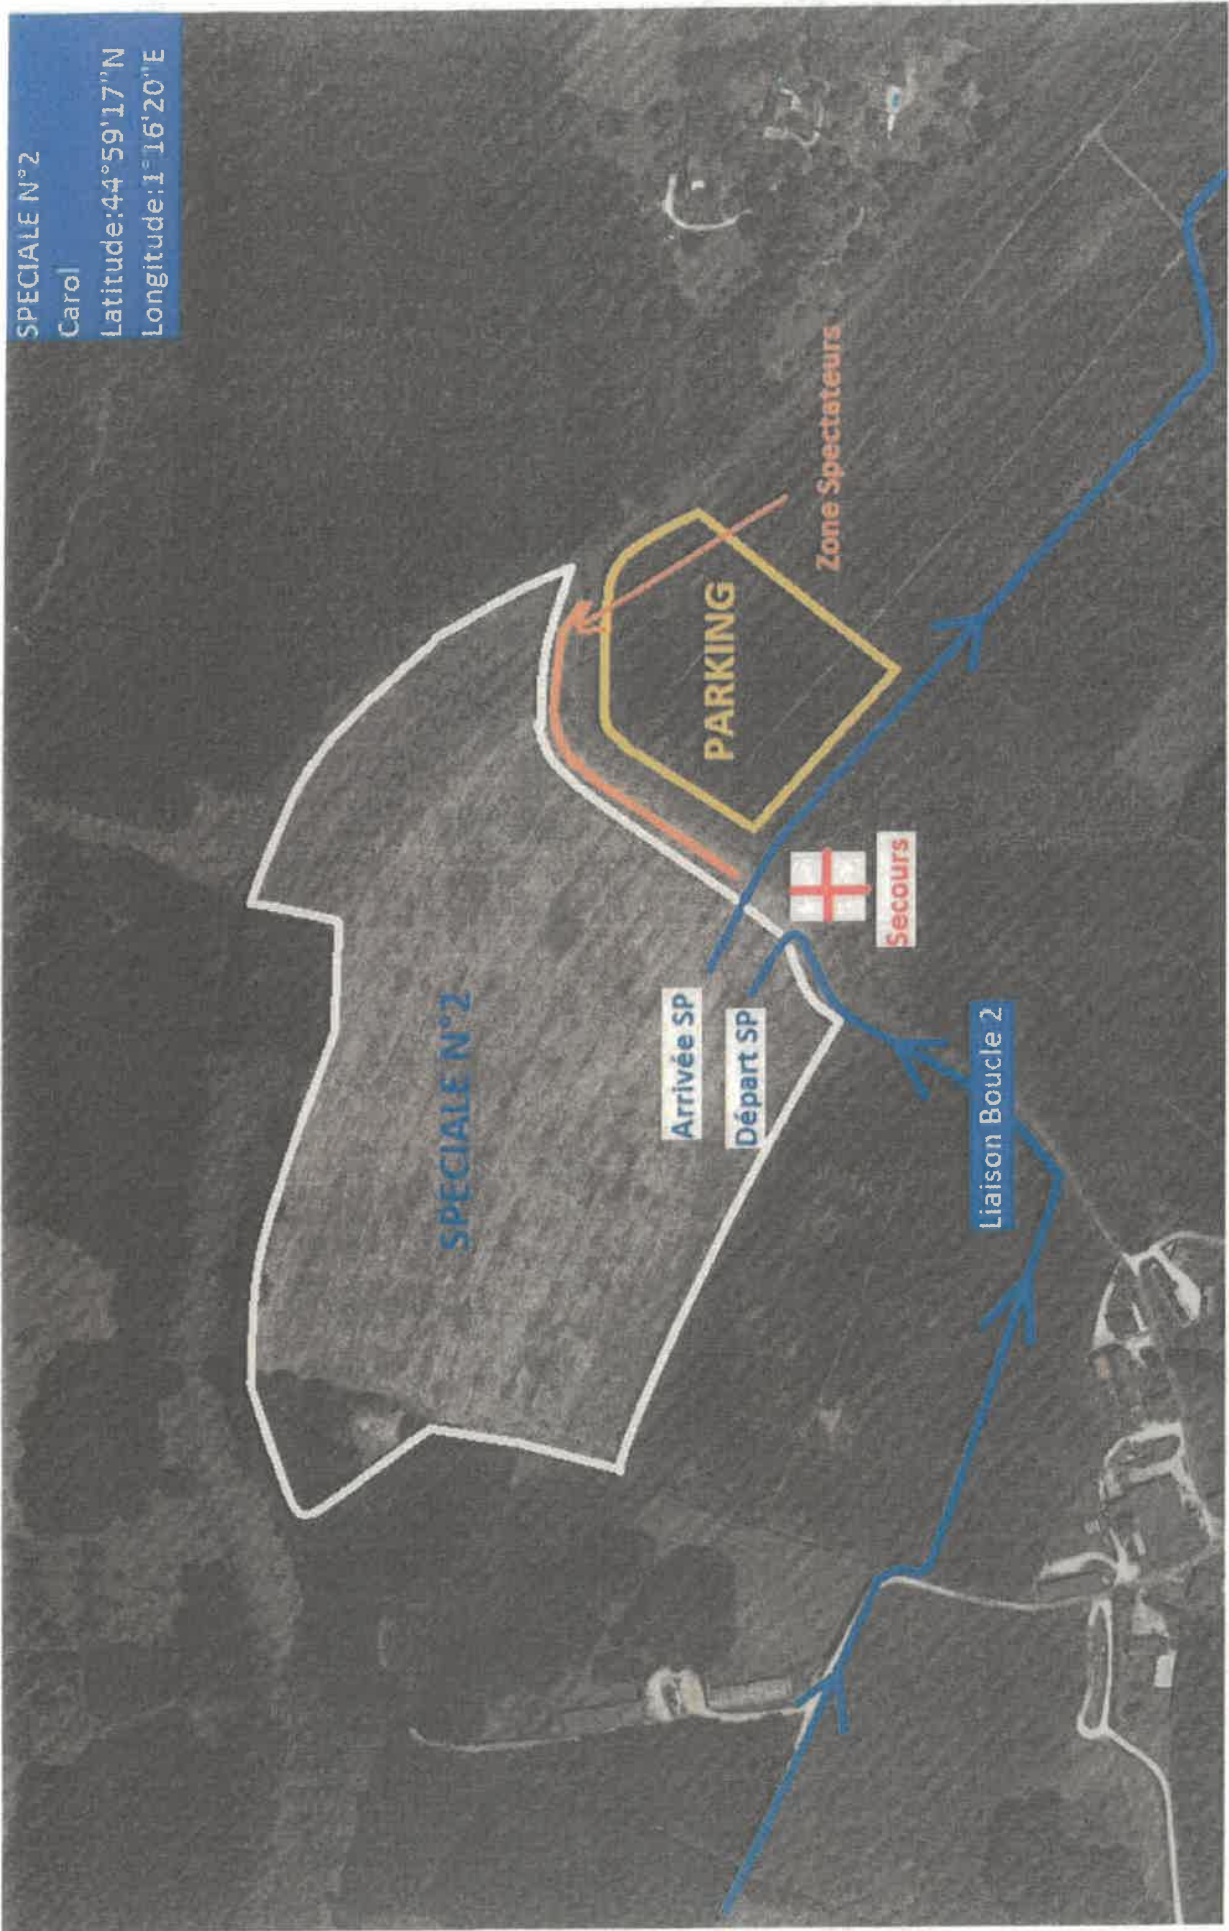 SPECIALE N°2
Carol
Latitude:44°59'17"N
Longitude:1°16'20"E
SPECIALE N°2
Arrivée SP
Départ SP
PARKING
Zone Spectateurs
Secours
Liaison Boucle 2